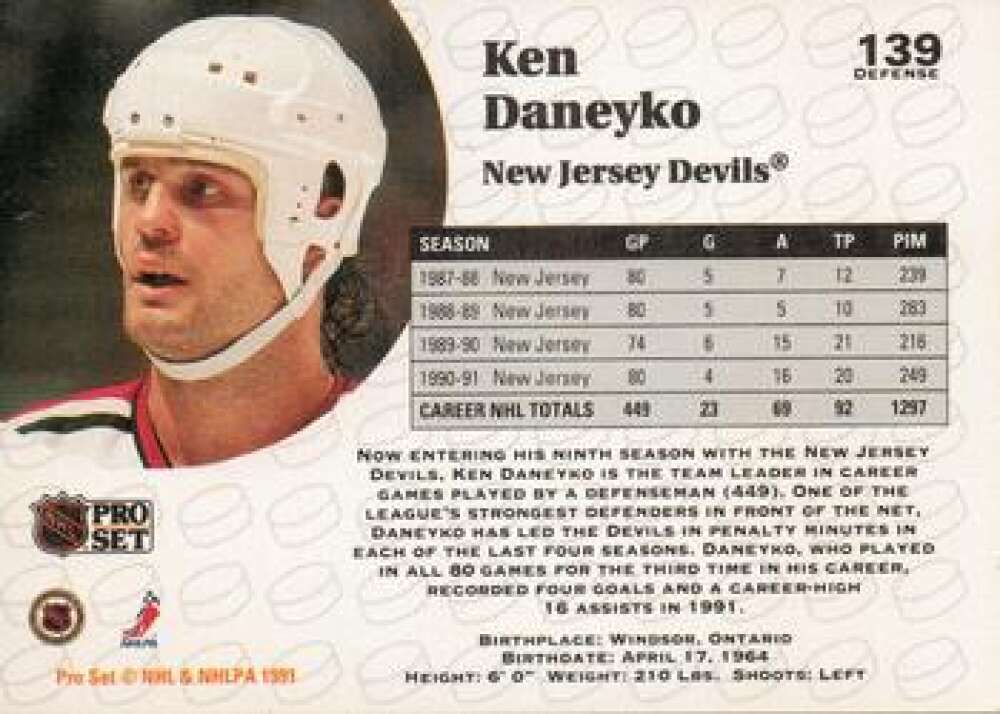 Ken
Daneyko
New Jersey Devils®
139
DEFENSE
SEASON GP G A TP PIM
1987-88 New Jersey 80 5 7 12 239
1988-89 New Jersey 80 5 5 10 283
1989-90 New Jersey 74 6 15 21 216
1990-91 New Jersey 80 4 16 20 249
CAREER NHL TOTALS 449 23 69 92 1297
NOW ENTERING HIS NINTH SEASON WITH THE NEW JERSEY
DEVILS, KEN DANEYKO IS THE TEAM LEADER IN CAREER
GAMES PLAYED BY A DEFENSEMAN (449). ONE OF THE
LEAGUE'S STRONGEST DEFENDERS IN FRONT OF THE NET,
DANEYKO HAS LED THE DEVILS IN PENALTY MINUTES IN
EACH OF THE LAST FOUR SEASONS. DANEYKO, WHO PLAYED
IN ALL 80 GAMES FOR THE THIRD TIME IN HIS CAREER,
RECORDED FOUR GOALS AND A CAREER-HIGH
16 ASSISTS IN 1991.
BIRTHPLACE: WINDSOR, ONTARIO
BIRTHDATE: APRIL 17, 1964
HEIGHT: 6' 0" WEIGHT: 210 LBS. SHOOTS: LEFT
NHL
PRO
SET
NHLPA
Pro Set © NHL & NHLPA 1991